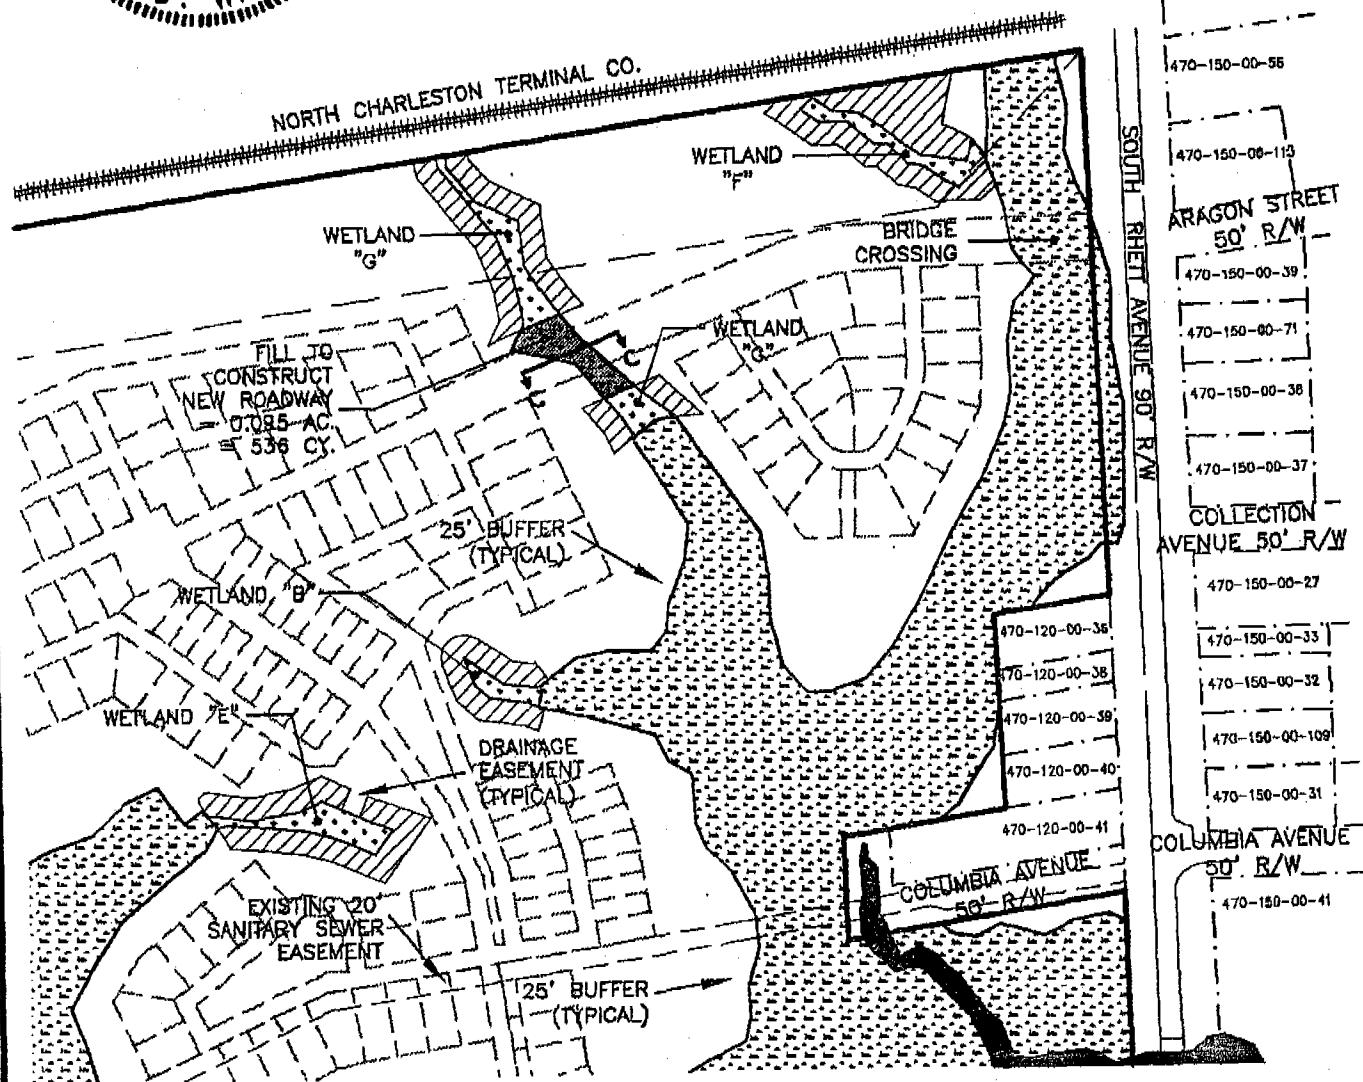 NORTH CHARLESTON TERMINAL CO.
470-150-00-56
470-150-00-113
WETLAND
"F"
SOUTH RHETT AVENUE 90' R/W
ARAGON STREET
50' R/W
WETLAND
"G"
BRIDGE
CROSSING
470-150-00-39
470-150-00-71
WETLAND
"G"
C
C
FILL TO
CONSTRUCT
NEW ROADWAY
= 0.095 AC.
= 536 CY.
470-150-00-38
470-150-00-37
COLLECTION
AVENUE 50' R/W
25' BUFFER
(TYPICAL)
470-150-00-27
WETLAND "B"
470-120-00-36
470-150-00-33
470-120-00-38
470-150-00-32
WETLAND "E"
470-120-00-39
470-150-00-109
DRAINAGE
EASEMENT
(TYPICAL)
470-120-00-40
470-150-00-31
470-120-00-41
COLUMBIA AVENUE
50' R/W
COLUMBIA AVENUE
50' R/W
470-150-00-41
EXISTING 20'
SANITARY SEWER
EASEMENT
25' BUFFER
(TYPICAL)